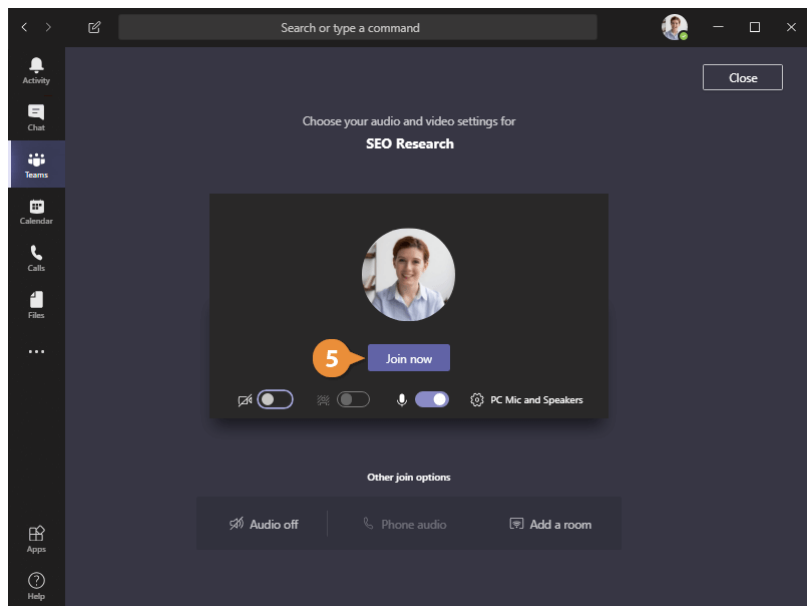 Search or type a command
Activity
Chat
Teams
Calendar
Calls
Files
Apps
Help
Close
Choose your audio and video settings for
SEO Research
5
Join now
PC Mic and Speakers
Other join options
Audio off
Phone audio
Add a room